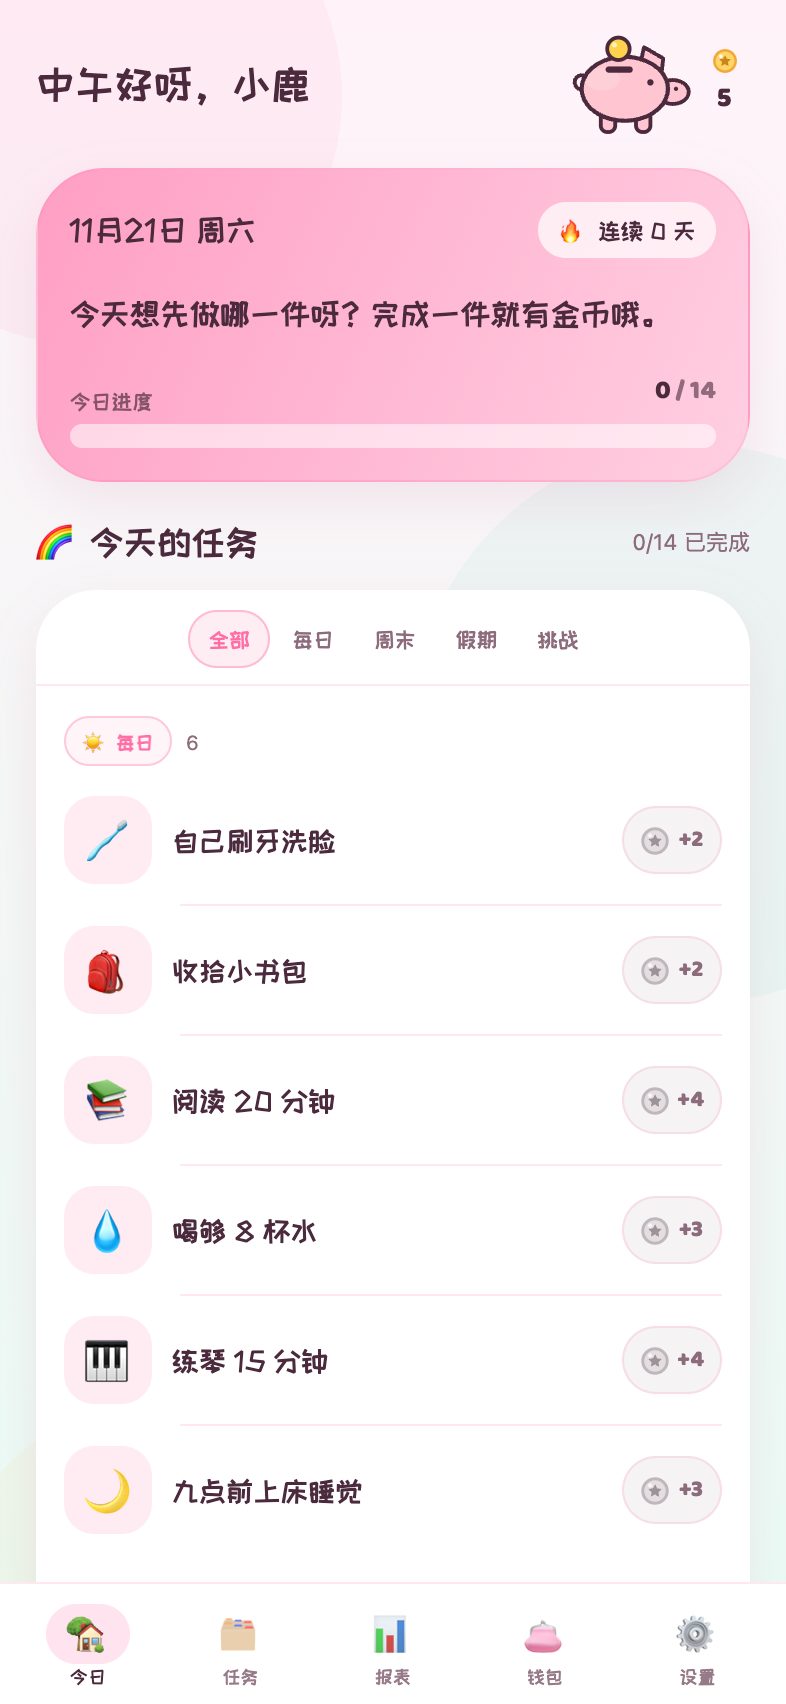 中午好呀，小鹿
5
11月21日 周六
连续 0 天
今天想先做哪一件呀？完成一件就有金币哦。
今日进度
0 / 14
今天的任务
0/14 已完成
全部 每日 周末 假期 挑战
每日 6
自己刷牙洗脸 +2
收拾小书包 +2
阅读 20 分钟 +4
喝够 8 杯水 +3
练琴 15 分钟 +4
九点前上床睡觉 +3
今日 任务 报表 钱包 设置